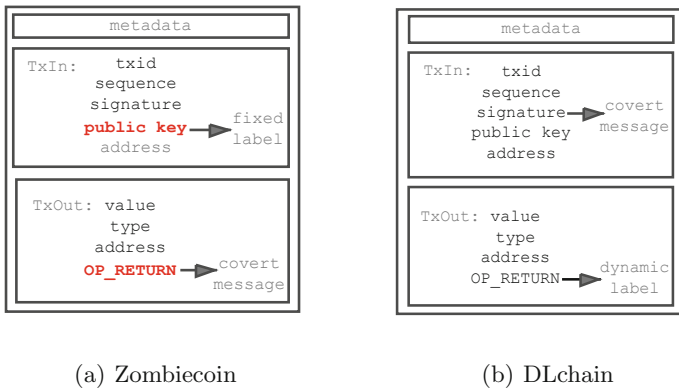 metadata
TxIn: txid
sequence
signature
public key
fixed
label
address
TxOut: value
type
address
OP_RETURN
covert
message
(a) Zombiecoin
metadata
TxIn: txid
sequence
signature
covert
message
public key
address
TxOut: value
type
address
OP_RETURN
dynamic
label
(b) DLchain